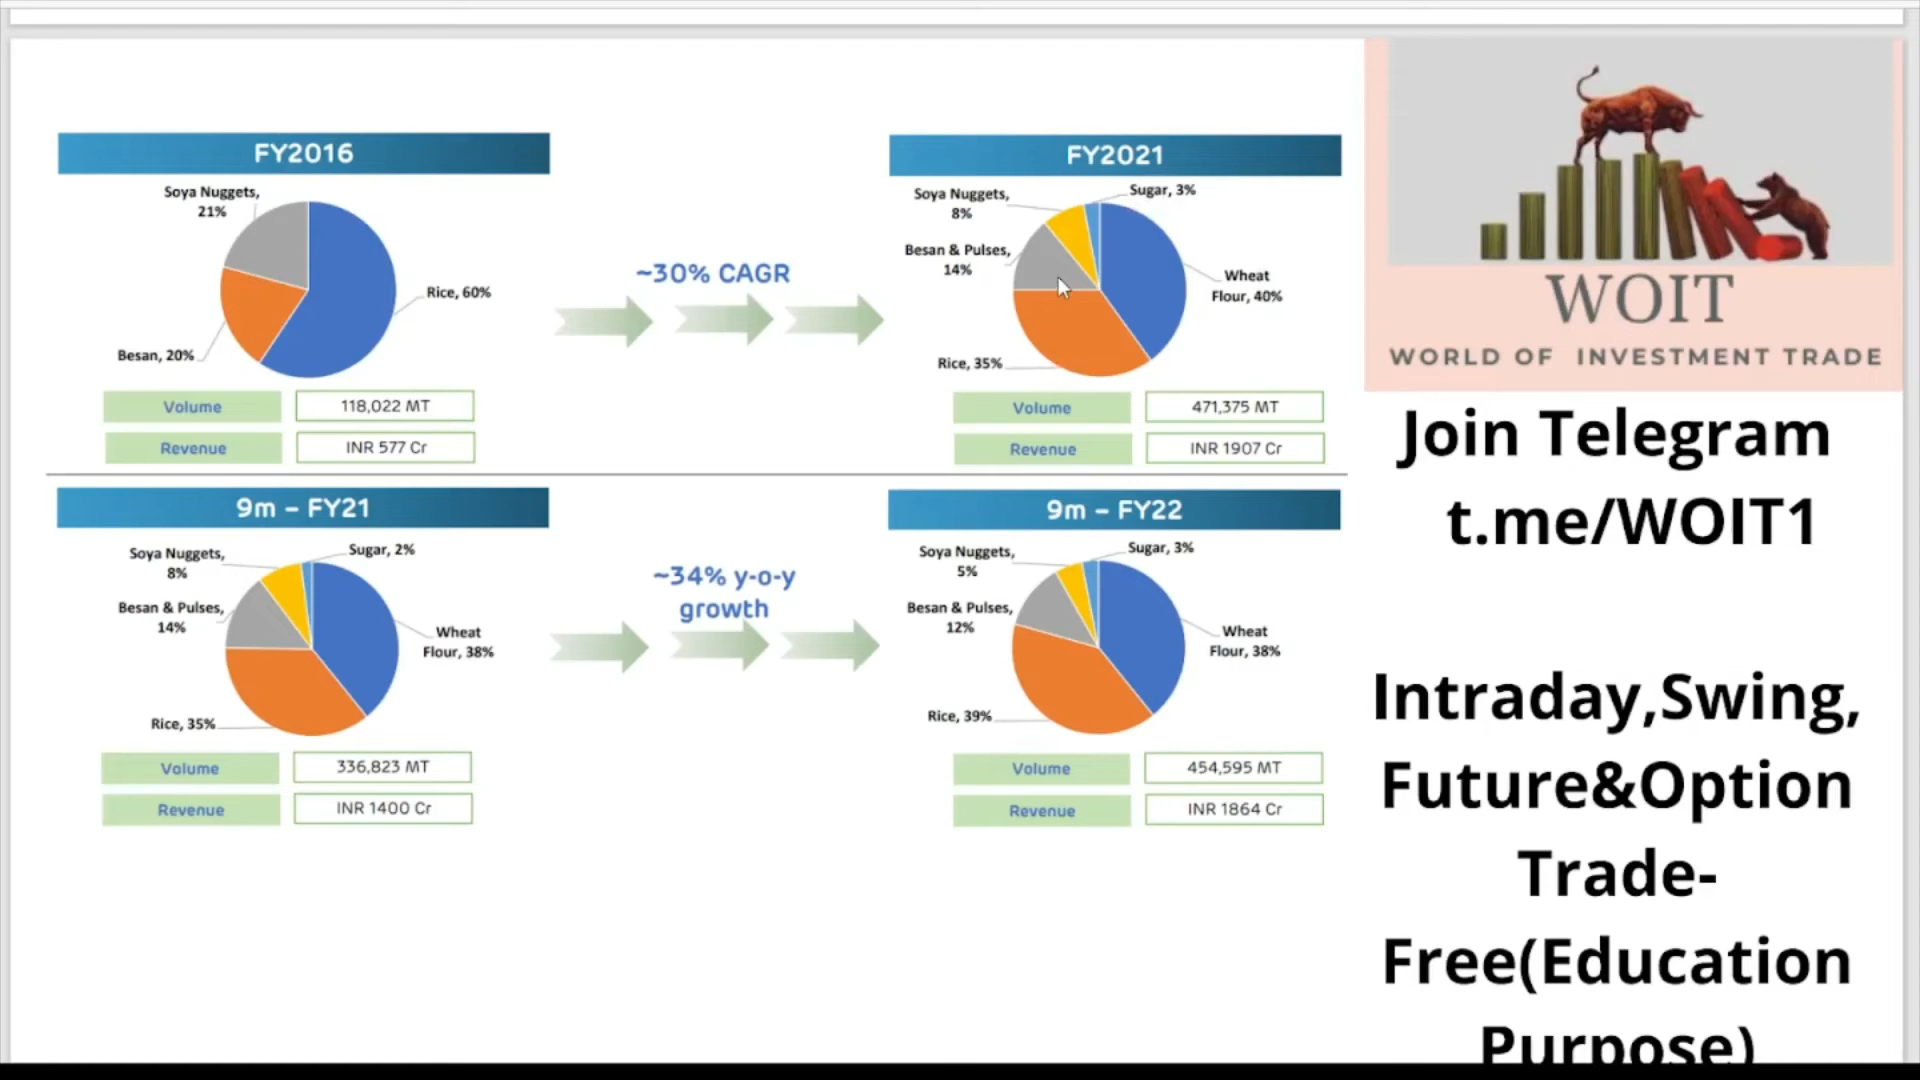 FY2016
Soya Nuggets,
21%
Rice, 60%
Besan, 20%
Volume
118,022 MT
Revenue
INR 577 Cr
~30% CAGR
FY2021
Soya Nuggets,
8%
Sugar, 3%
Besan & Pulses,
14%
Wheat
Flour, 40%
Rice, 35%
Volume
471,375 MT
Revenue
INR 1907 Cr
9m – FY21
Soya Nuggets,
8%
Sugar, 2%
Besan & Pulses,
14%
Wheat
Flour, 38%
Rice, 35%
Volume
336,823 MT
Revenue
INR 1400 Cr
~34% y-o-y
growth
9m – FY22
Soya Nuggets,
5%
Sugar, 3%
Besan & Pulses,
12%
Wheat
Flour, 38%
Rice, 39%
Volume
454,595 MT
Revenue
INR 1864 Cr
WOIT
WORLD OF INVESTMENT TRADE
Join Telegram
t.me/WOIT1
Intraday,Swing,
Future&Option
Trade-
Free(Education
Purpose)